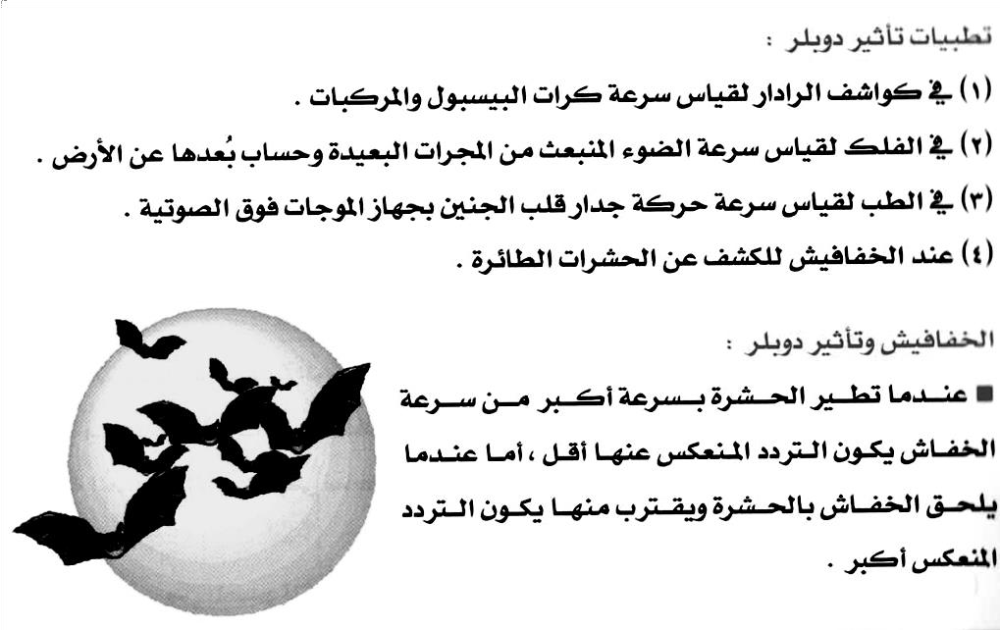 تطبيات تأثير دوبلر :
(١) في كواشف الرادار لقياس سرعة كرات البيسبول والمركبات .
(٢) في الفلك لقياس سرعة الضوء المنبعث من المجرات البعيدة وحساب بُعدها عن الأرض .
(٣) في الطب لقياس سرعة حركة جدار قلب الجنين بجهاز الموجات فوق الصوتية .
(٤) عند الخفافيش للكشف عن الحشرات الطائرة .
الخفافيش وتأثير دوبلر :
■ عندما تطير الحشرة بسرعة أكبر من سرعة
الخفاش يكون التردد المنعكس عنها أقل ، أما عندما
يلحق الخفاش بالحشرة ويقترب منها يكون التردد
المنعكس أكبر .